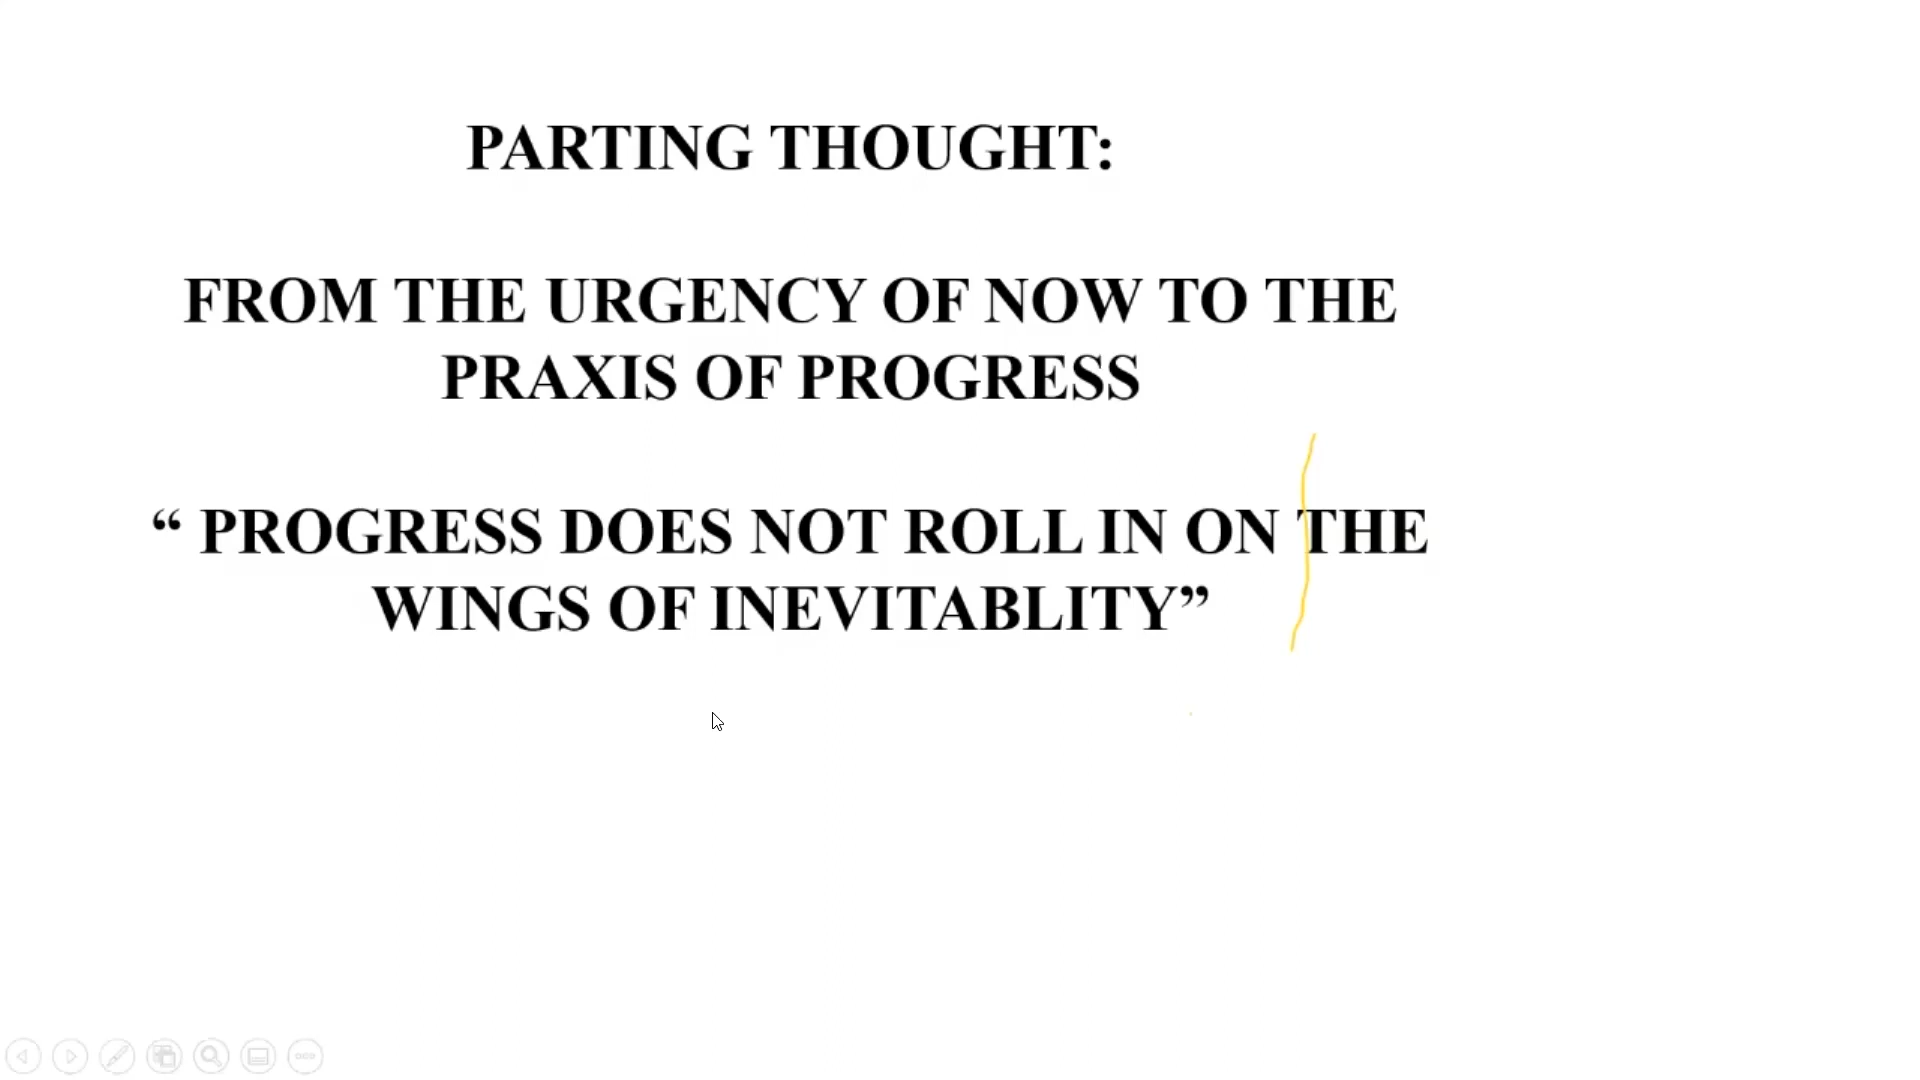 PARTING THOUGHT:
FROM THE URGENCY OF NOW TO THE
PRAXIS OF PROGRESS
“ PROGRESS DOES NOT ROLL IN ON THE
WINGS OF INEVITABLITY”